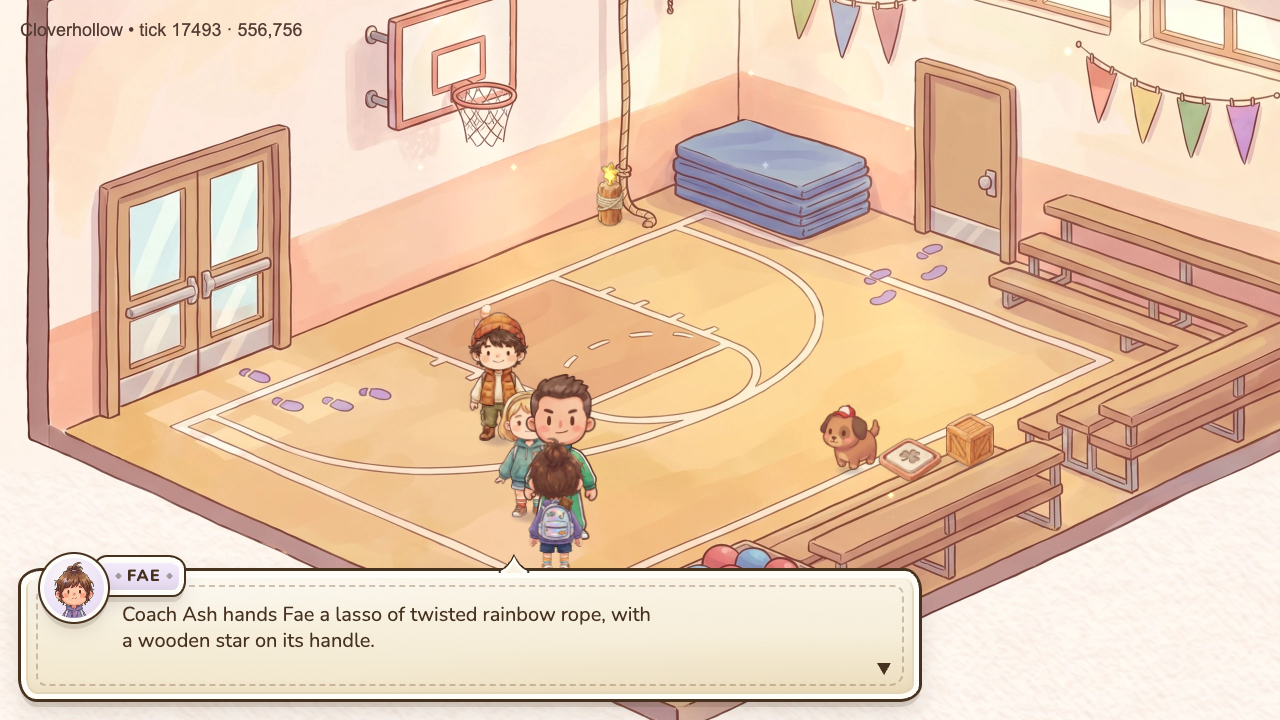 Cloverhollow • tick 17493 · 556,756
FAE
Coach Ash hands Fae a lasso of twisted rainbow rope, with
a wooden star on its handle.